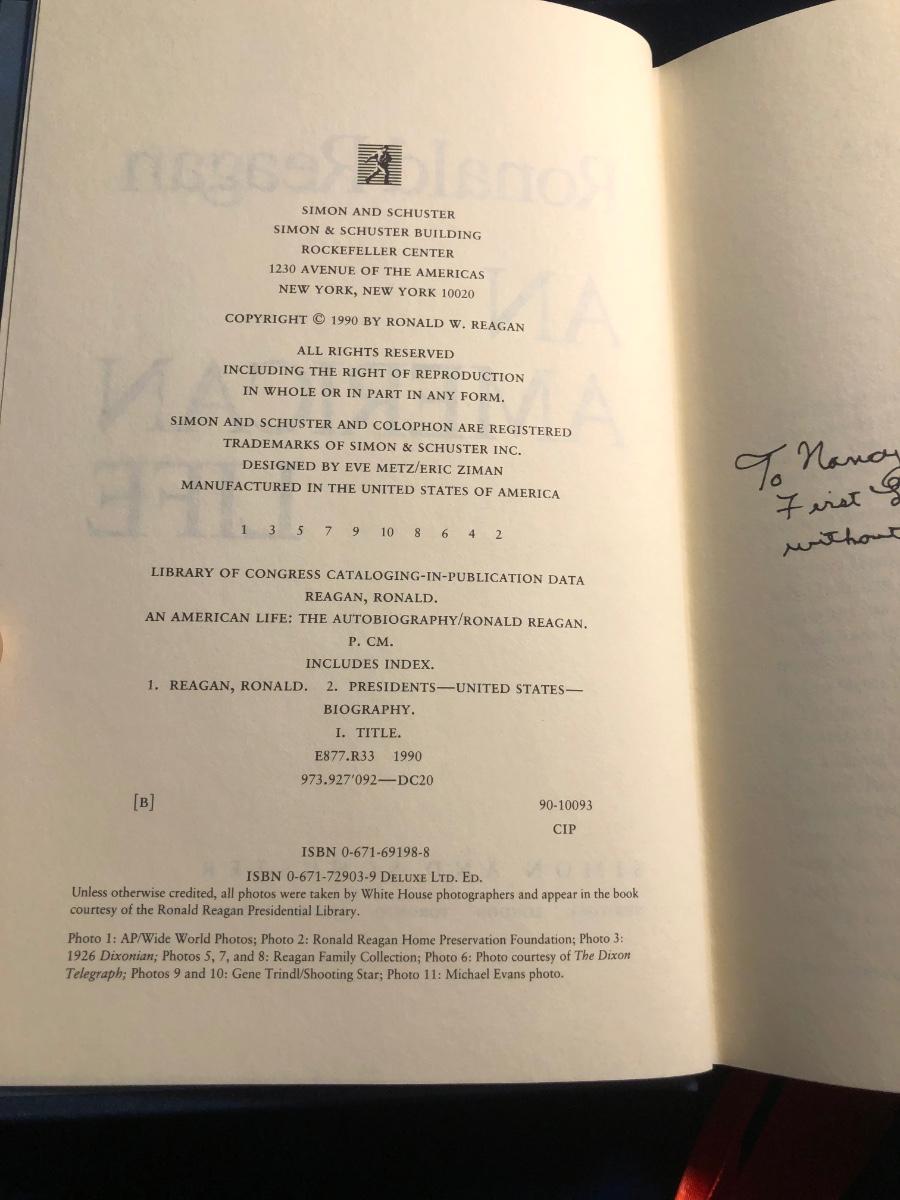 SIMON AND SCHUSTER
SIMON & SCHUSTER BUILDING
ROCKEFELLER CENTER
1230 AVENUE OF THE AMERICAS
NEW YORK, NEW YORK 10020
COPYRIGHT © 1990 BY RONALD W. REAGAN
ALL RIGHTS RESERVED
INCLUDING THE RIGHT OF REPRODUCTION
IN WHOLE OR IN PART IN ANY FORM.
SIMON AND SCHUSTER AND COLOPHON ARE REGISTERED
TRADEMARKS OF SIMON & SCHUSTER INC.
DESIGNED BY EVE METZ/ERIC ZIMAN
MANUFACTURED IN THE UNITED STATES OF AMERICA
1 3 5 7 9 10 8 6 4 2
LIBRARY OF CONGRESS CATALOGING-IN-PUBLICATION DATA
REAGAN, RONALD.
AN AMERICAN LIFE: THE AUTOBIOGRAPHY/RONALD REAGAN.
P. CM.
INCLUDES INDEX.
1. REAGAN, RONALD. 2. PRESIDENTS—UNITED STATES—
BIOGRAPHY.
I. TITLE.
E877.R33 1990
973.927'092—DC20
[B] 90-10093
CIP
ISBN 0-671-69198-8
ISBN 0-671-72903-9 DELUXE LTD. ED.
Unless otherwise credited, all photos were taken by White House photographers and appear in the book
courtesy of the Ronald Reagan Presidential Library.
Photo 1: AP/Wide World Photos; Photo 2: Ronald Reagan Home Preservation Foundation; Photo 3:
1926 Dixonian; Photos 5, 7, and 8: Reagan Family Collection; Photo 6: Photo courtesy of The Dixon
Telegraph; Photos 9 and 10: Gene Trindl/Shooting Star; Photo 11: Michael Evans photo.
To Nancy
First
without